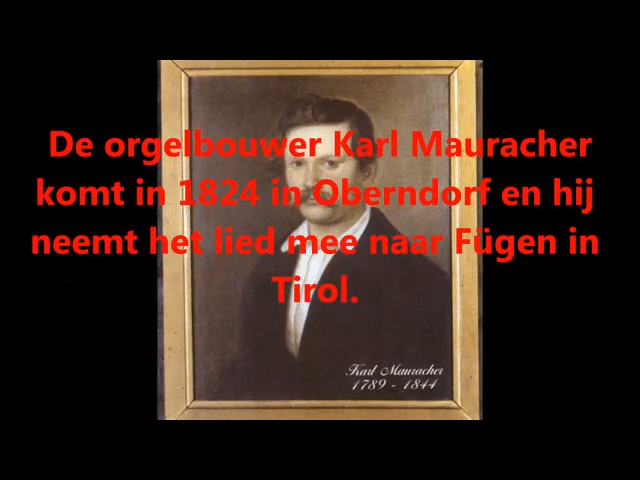 De orgelbouwer Karl Mauracher
komt in 1824 in Oberndorf en hij
neemt het lied mee naar Fügen in
Tirol.
Karl Mauracher
1789 - 1844